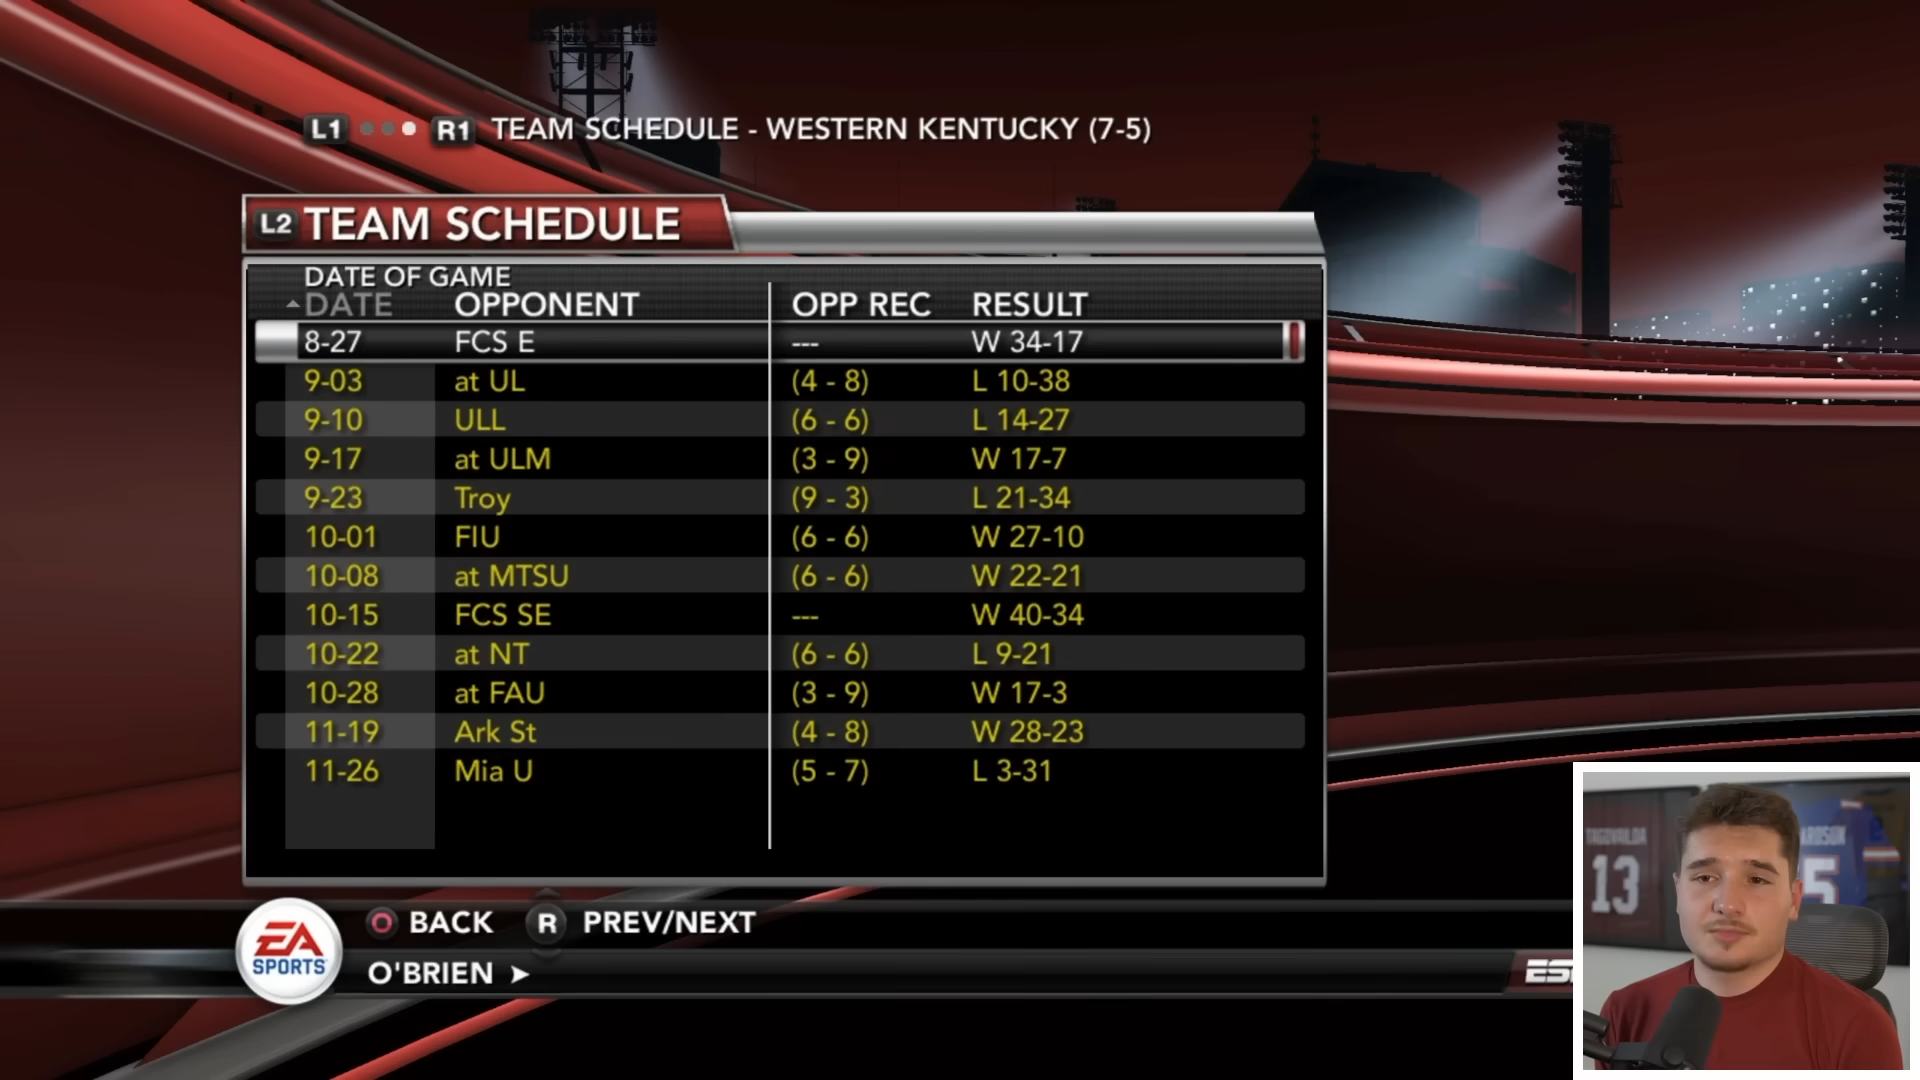 L1 R1 TEAM SCHEDULE - WESTERN KENTUCKY (7-5)
L2 TEAM SCHEDULE
DATE OF GAME
DATE OPPONENT OPP REC RESULT
8-27 FCS E --- W 34-17
9-03 at UL (4 - 8) L 10-38
9-10 ULL (6 - 6) L 14-27
9-17 at ULM (3 - 9) W 17-7
9-23 Troy (9 - 3) L 21-34
10-01 FIU (6 - 6) W 27-10
10-08 at MTSU (6 - 6) W 22-21
10-15 FCS SE --- W 40-34
10-22 at NT (6 - 6) L 9-21
10-28 at FAU (3 - 9) W 17-3
11-19 Ark St (4 - 8) W 28-23
11-26 Mia U (5 - 7) L 3-31
TAGOVAILOA
13
ARDSON
5
EA
SPORTS
BACK R PREV/NEXT
O'BRIEN
ES